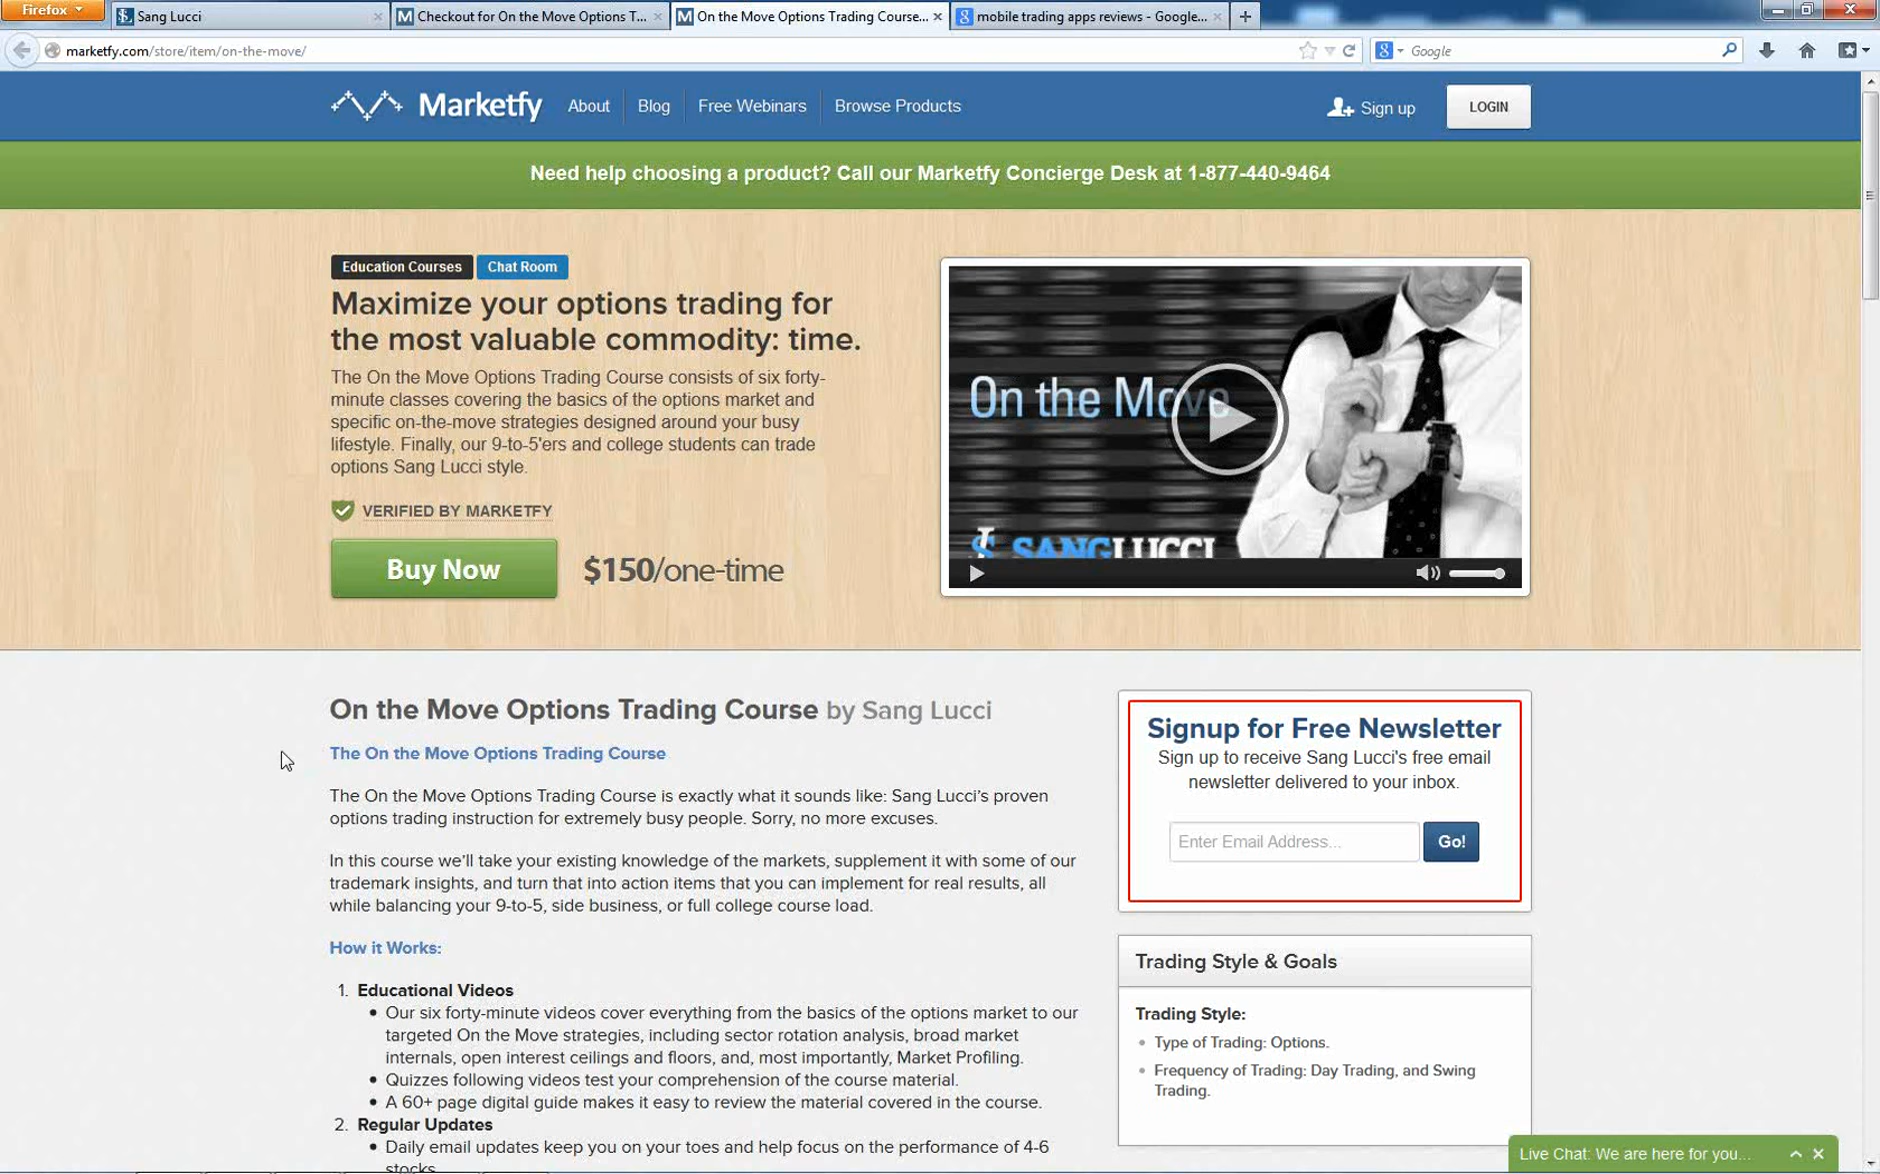 Firefox
Sang Lucci
Checkout for On the Move Options T...
On the Move Options Trading Course...
mobile trading apps reviews - Google...
marketfy.com/store/item/on-the-move/
Google
Marketfy
About
Blog
Free Webinars
Browse Products
Sign up
LOGIN
Need help choosing a product? Call our Marketfy Concierge Desk at 1-877-440-9464
Education Courses
Chat Room
Maximize your options trading for
the most valuable commodity: time.
The On the Move Options Trading Course consists of six forty-
minute classes covering the basics of the options market and
specific on-the-move strategies designed around your busy
lifestyle. Finally, our 9-to-5'ers and college students can trade
options Sang Lucci style.
VERIFIED BY MARKETFY
Buy Now
$150/one-time
On the Move
SANGLUCCI
On the Move Options Trading Course by Sang Lucci
The On the Move Options Trading Course
The On the Move Options Trading Course is exactly what it sounds like: Sang Lucci's proven
options trading instruction for extremely busy people. Sorry, no more excuses.
In this course we'll take your existing knowledge of the markets, supplement it with some of our
trademark insights, and turn that into action items that you can implement for real results, all
while balancing your 9-to-5, side business, or full college course load.
How it Works:
1. Educational Videos
• Our six forty-minute videos cover everything from the basics of the options market to our
targeted On the Move strategies, including sector rotation analysis, broad market
internals, open interest ceilings and floors, and, most importantly, Market Profiling.
• Quizzes following videos test your comprehension of the course material.
• A 60+ page digital guide makes it easy to review the material covered in the course.
2. Regular Updates
• Daily email updates keep you on your toes and help focus on the performance of 4-6
stocks
Signup for Free Newsletter
Sign up to receive Sang Lucci's free email
newsletter delivered to your inbox.
Enter Email Address...
Go!
Trading Style & Goals
Trading Style:
• Type of Trading: Options.
• Frequency of Trading: Day Trading, and Swing
Trading.
Live Chat: We are here for you...